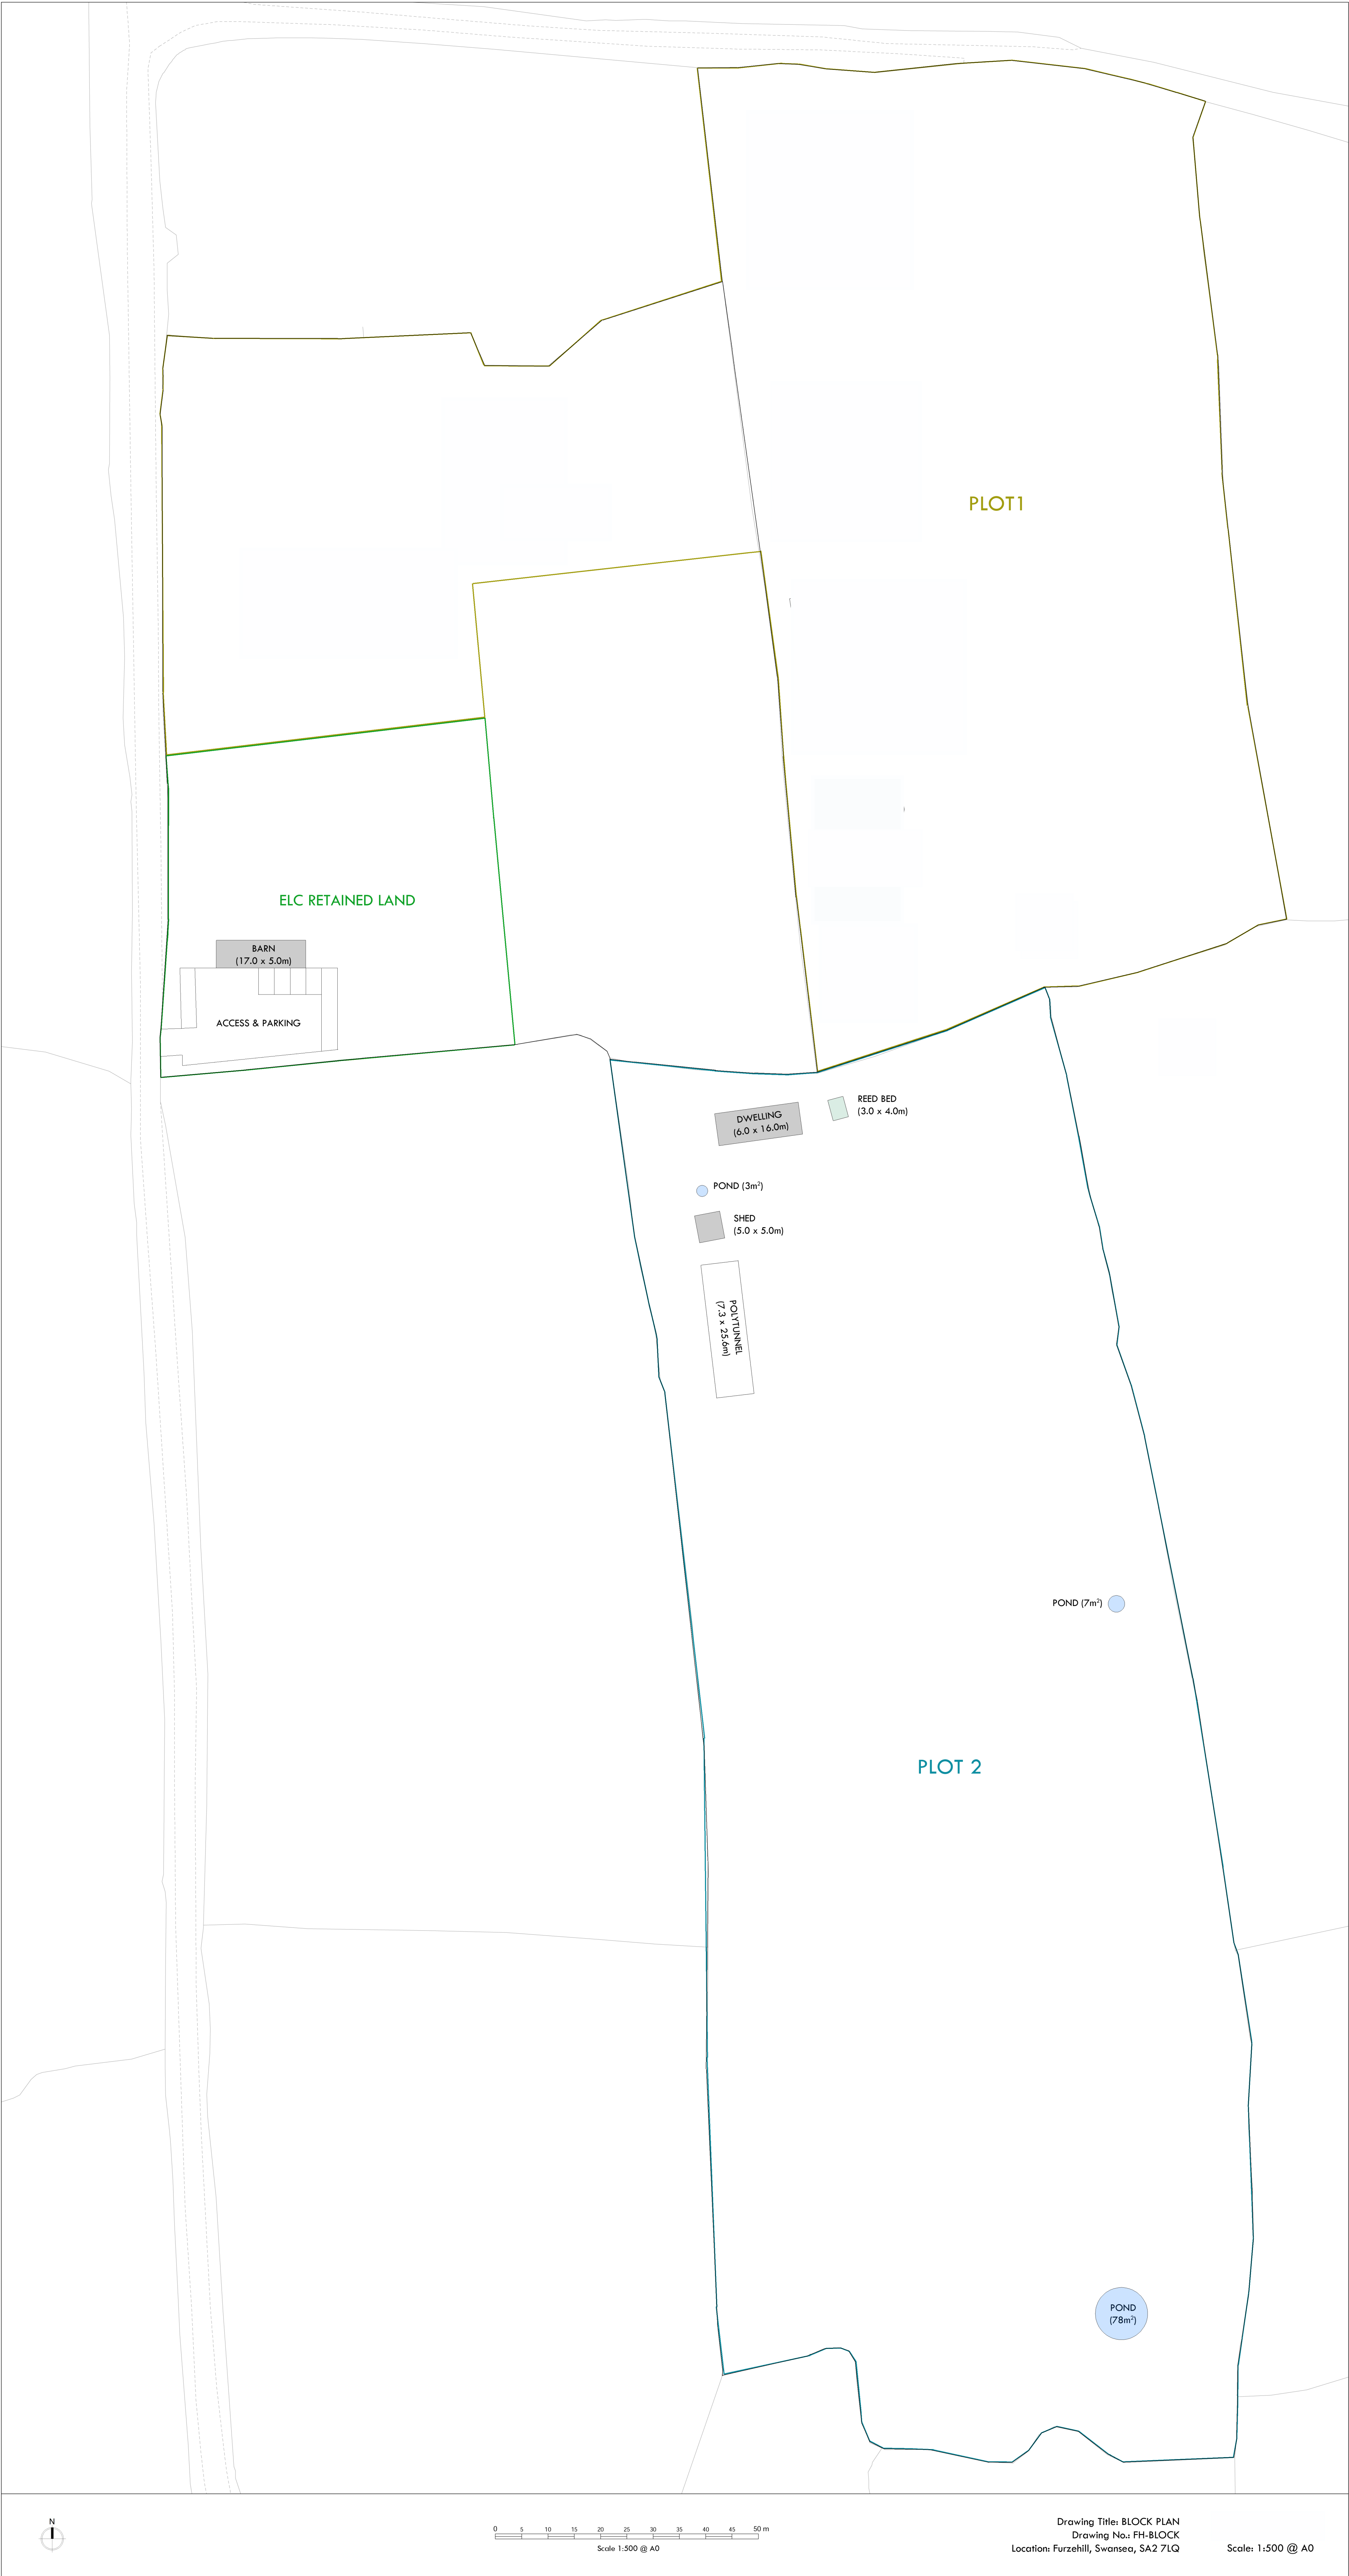 PLOT1
ELC RETAINED LAND
BARN
(17.0 x 5.0m)
ACCESS & PARKING
DWELLING
(6.0 x 16.0m)
REED BED
(3.0 x 4.0m)
POND (3m²)
SHED
(5.0 x 5.0m)
POLYTUNNEL
(7.3 x 25.6m)
POND (7m²)
PLOT 2
POND
(78m²)
N
0 5 10 15 20 25 30 35 40 45 50 m
Scale 1:500 @ A0
Drawing Title: BLOCK PLAN
Drawing No.: FH-BLOCK
Location: Furzehill, Swansea, SA2 7LQ
Scale: 1:500 @ A0